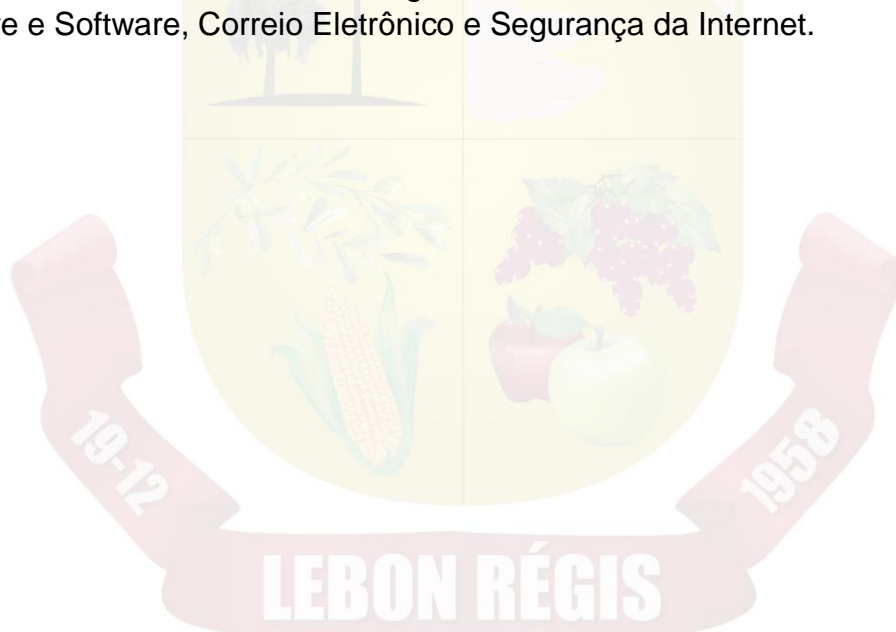 e e Software, Correio Eletrônico e Segurança da Internet.
19-12
1958
LEBON RÉGIS